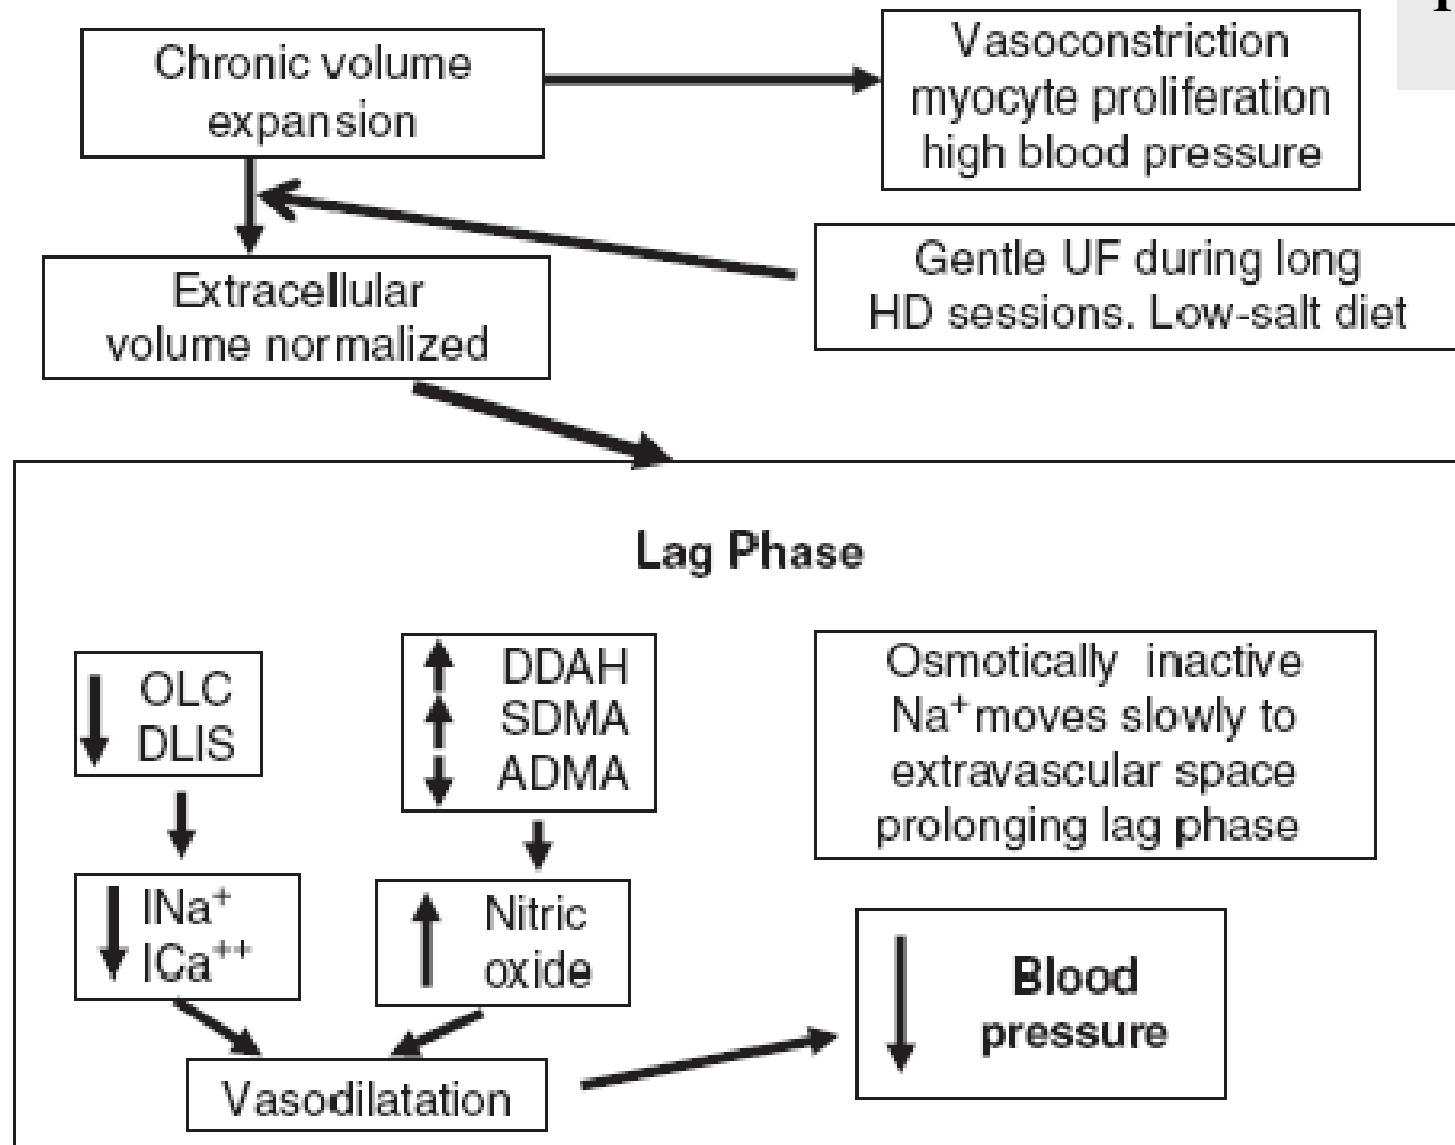 Chronic volume
expansion
Vasoconstriction
myocyte proliferation
high blood pressure
Gentle UF during long
HD sessions. Low-salt diet
Extracellular
volume normalized
Lag Phase
OLC
DLIS
DDAH
SDMA
ADMA
Osmotically inactive
Na⁺ moves slowly to
extravascular space
prolonging lag phase
INa⁺
ICa⁺⁺
Nitric
oxide
Blood
pressure
Vasodilatation